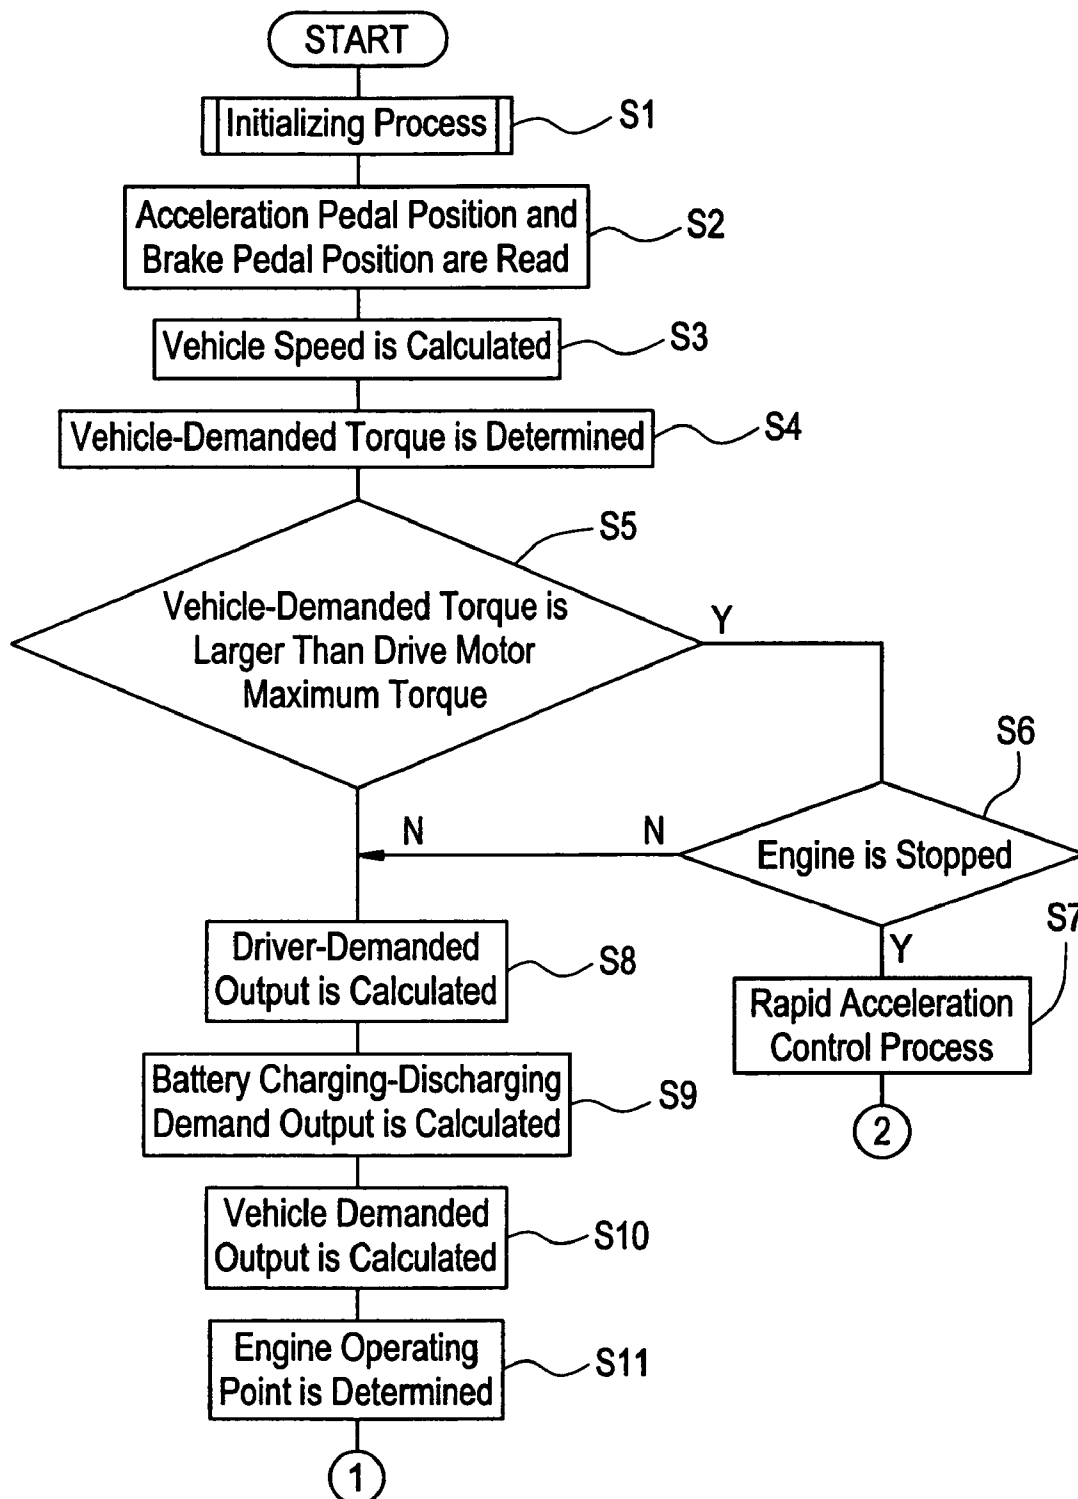 START
Initializing Process
S1
Acceleration Pedal Position and
Brake Pedal Position are Read
S2
Vehicle Speed is Calculated
S3
Vehicle-Demanded Torque is Determined
S4
S5
Vehicle-Demanded Torque is
Larger Than Drive Motor
Maximum Torque
Y
N
S6
Engine is Stopped
N
Y
S7
Rapid Acceleration
Control Process
2
Driver-Demanded
Output is Calculated
S8
Battery Charging-Discharging
Demand Output is Calculated
S9
Vehicle Demanded
Output is Calculated
S10
Engine Operating
Point is Determined
S11
1